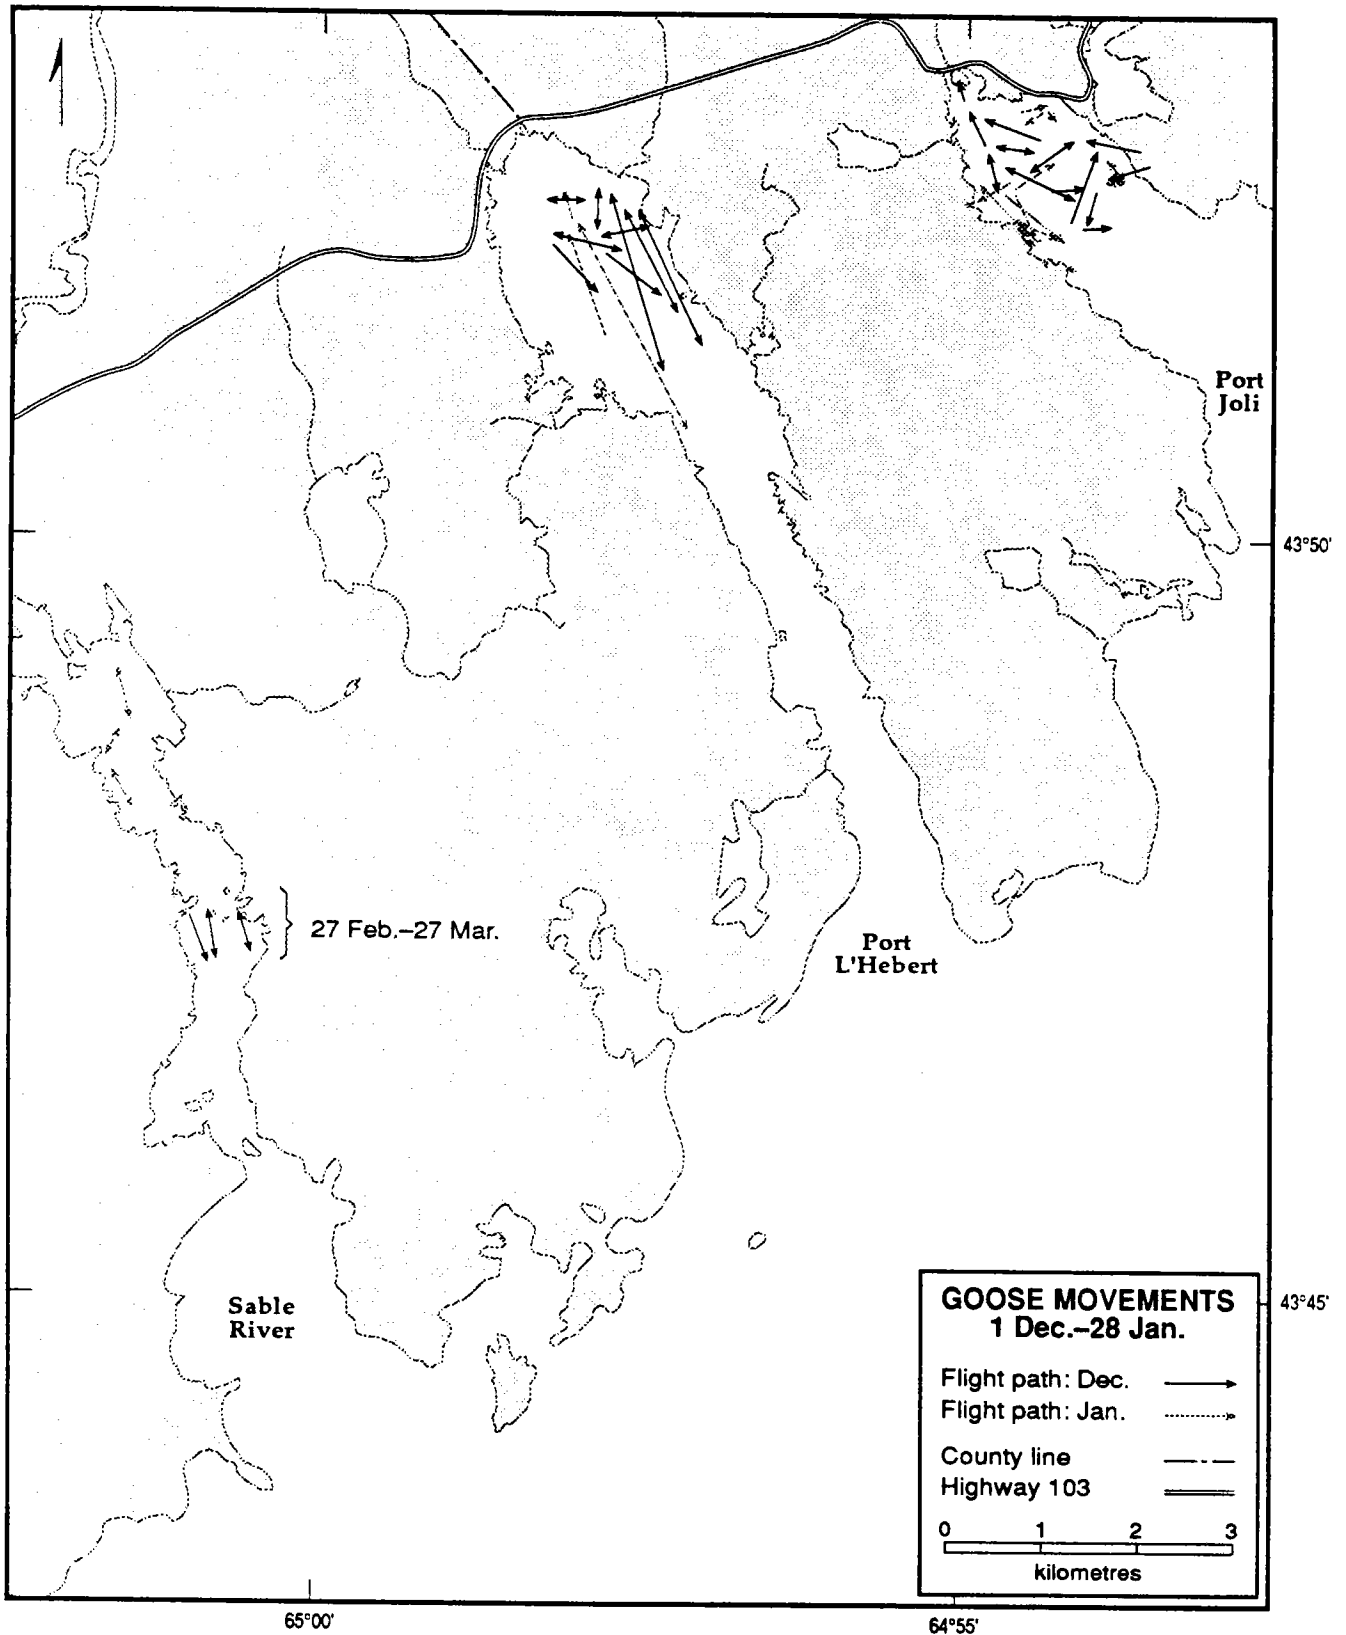 Port
Joli
43°50'
27 Feb.–27 Mar.
Port
L'Hebert
Sable
River
43°45'
GOOSE MOVEMENTS
1 Dec.–28 Jan.
Flight path: Dec.
Flight path: Jan.
County line
Highway 103
0 1 2 3
kilometres
65°00'
64°55'